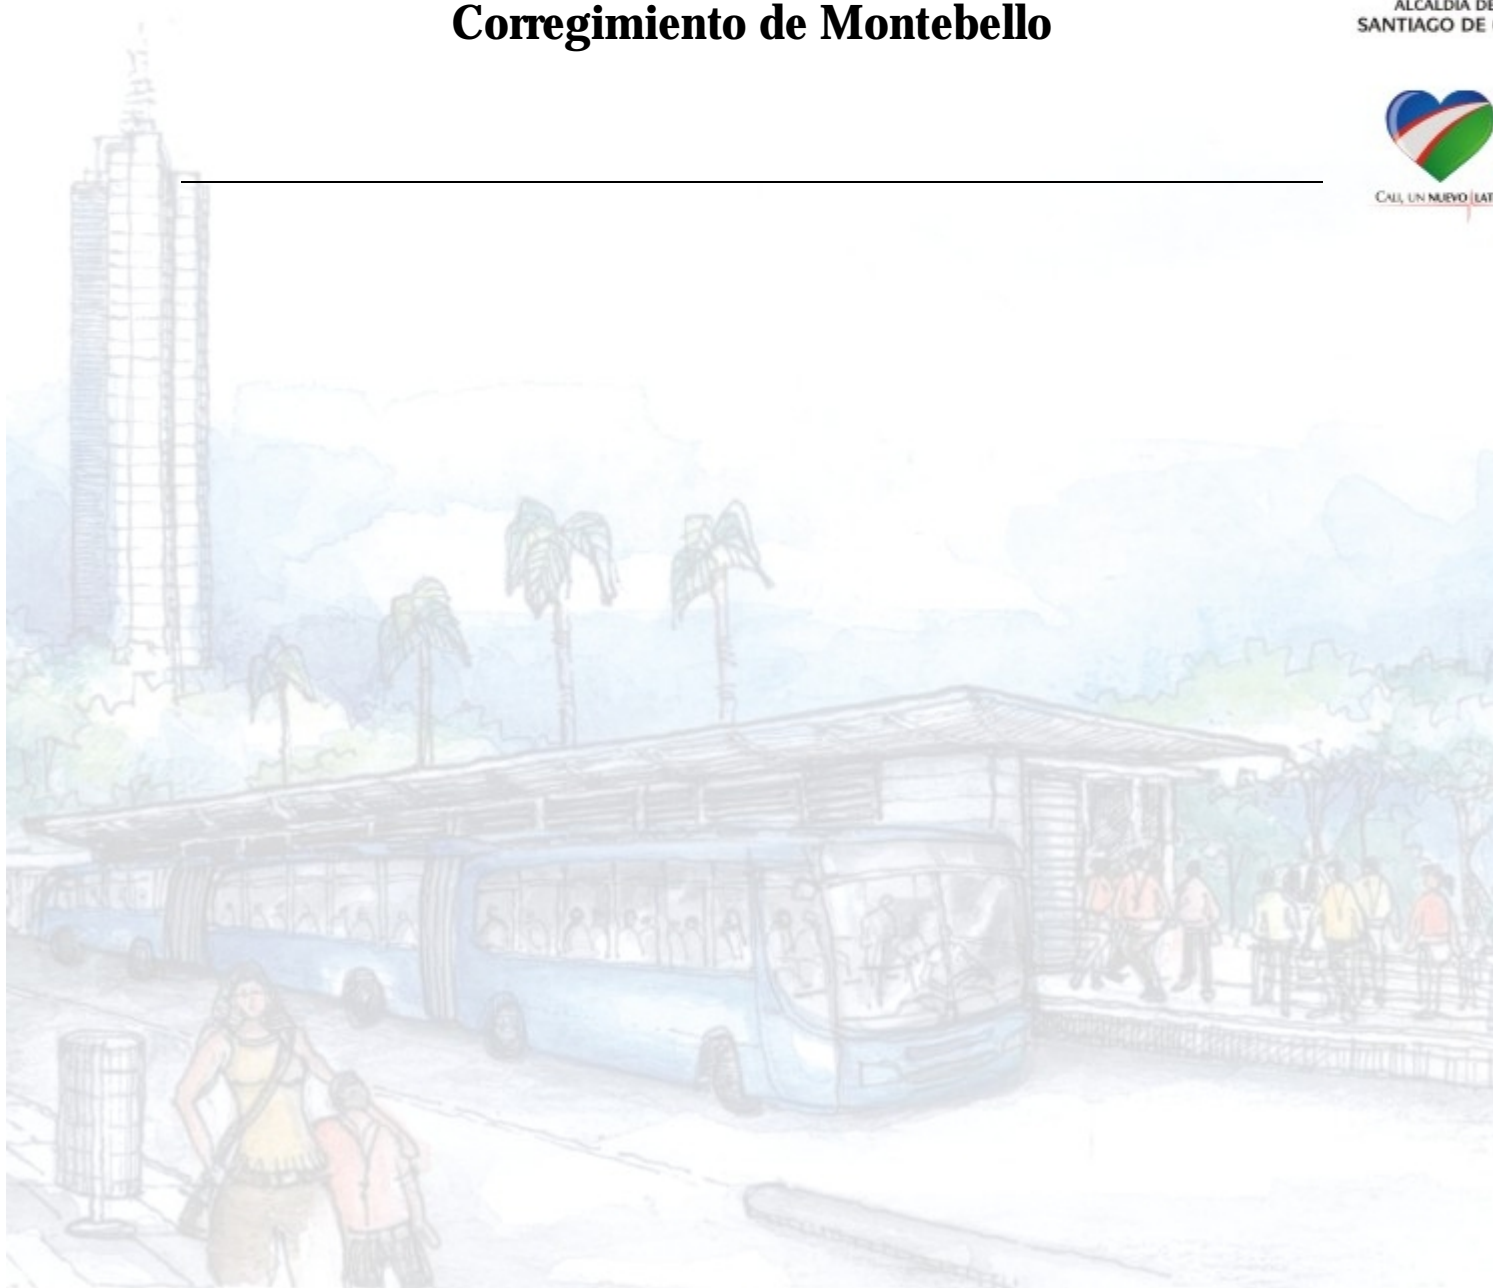 Corregimiento de Montebello
ALCALDÍA DE
SANTIAGO DE
CALI, UN NUEVO LAT